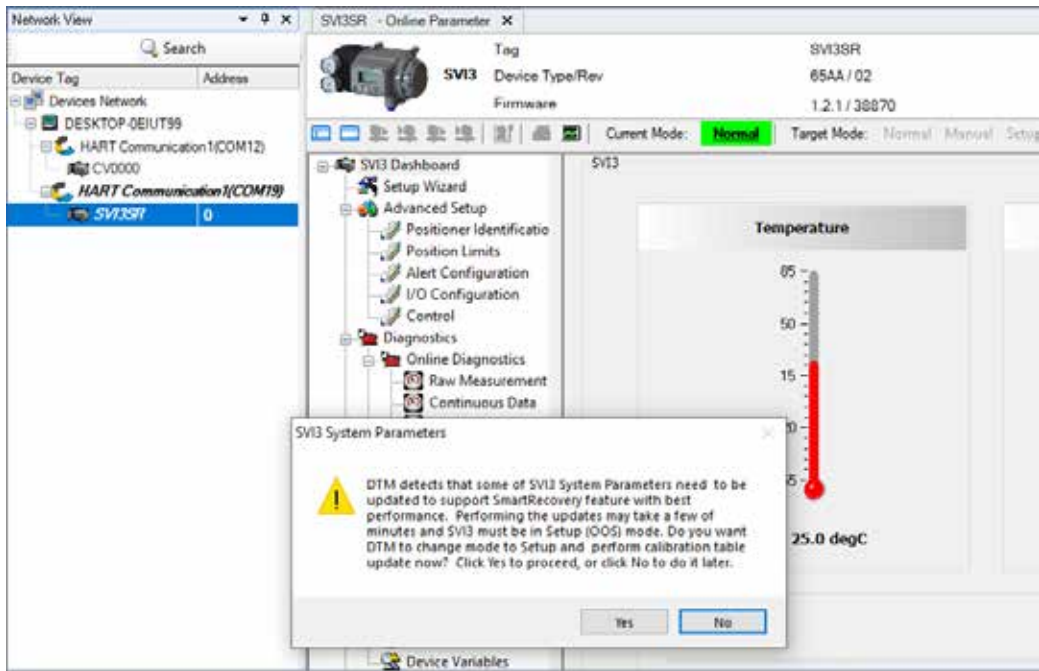 Network View
Search
Device Tag Address
Devices Network
DESKTOP-0EIUT99
HART Communication1(COM12)
CV0000
HART Communication1(COM19)
SVI3SR 0
SVI3SR - Online Parameter
SVI3
Tag SVI3SR
Device Type/Rev 65AA / 02
Firmware 1.2.1 / 38870
Current Mode: Normal Target Mode: Normal Manual Setup
SVI3 Dashboard
Setup Wizard
Advanced Setup
Positioner Identificatio
Position Limits
Alert Configuration
I/O Configuration
Control
Diagnostics
Online Diagnostics
Raw Measurement
Continuous Data
Device Variables
SVI3
Temperature
85
50
15
25.0 degC
SVI3 System Parameters
DTM detects that some of SVI3 System Parameters need to be
updated to support SmartRecovery feature with best
performance. Performing the updates may take a few of
minutes and SVI3 must be in Setup (OOS) mode. Do you want
DTM to change mode to Setup and perform calibration table
update now? Click Yes to proceed, or click No to do it later.
Yes No